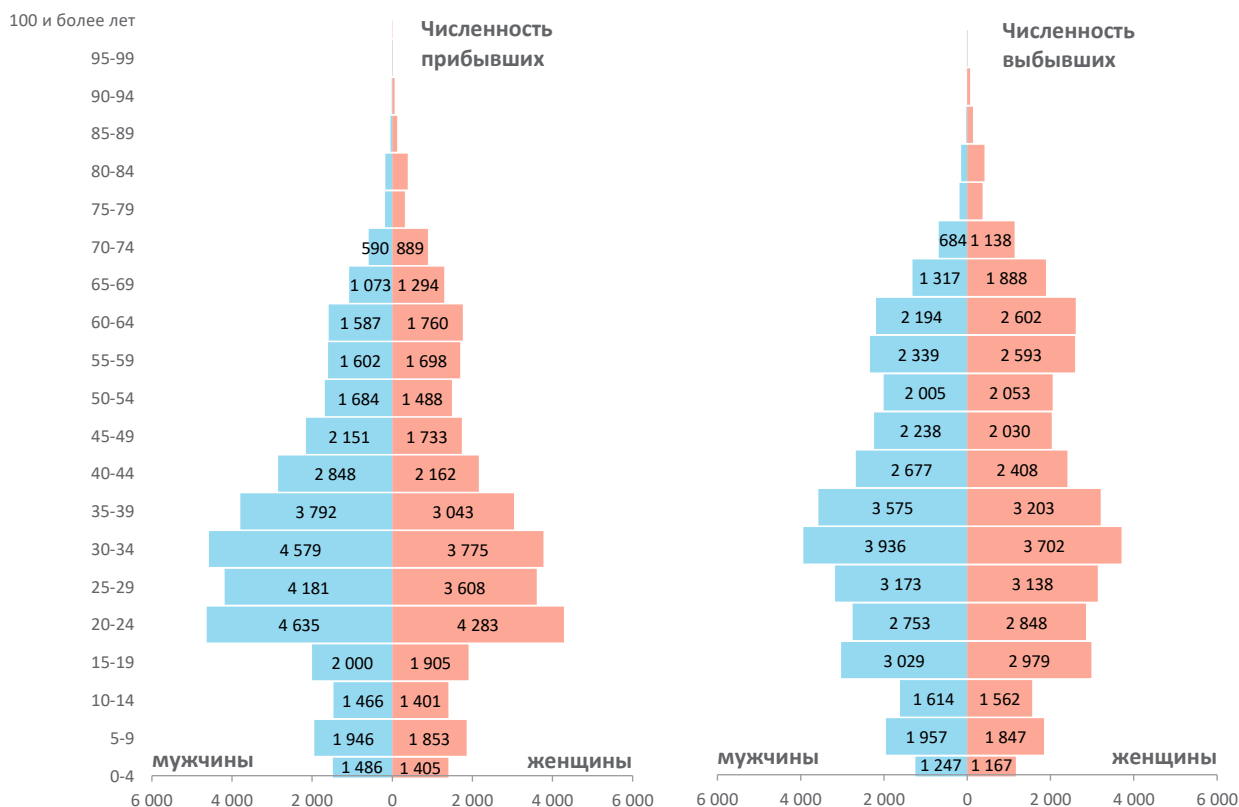 100 и более лет
Численность
прибывших
Численность
выбывших
95-99
90-94
85-89
80-84
75-79
70-74 590 889 684 1 138
65-69 1 073 1 294 1 317 1 888
60-64 1 587 1 760 2 194 2 602
55-59 1 602 1 698 2 339 2 593
50-54 1 684 1 488 2 005 2 053
45-49 2 151 1 733 2 238 2 030
40-44 2 848 2 162 2 677 2 408
35-39 3 792 3 043 3 575 3 203
30-34 4 579 3 775 3 936 3 702
25-29 4 181 3 608 3 173 3 138
20-24 4 635 4 283 2 753 2 848
15-19 2 000 1 905 3 029 2 979
10-14 1 466 1 401 1 614 1 562
5-9 1 946 1 853 1 957 1 847
мужчины женщины мужчины женщины
0-4 1 486 1 405 1 247 1 167
6 000 4 000 2 000 0 2 000 4 000 6 000 6 000 4 000 2 000 0 2 000 4 000 6 000